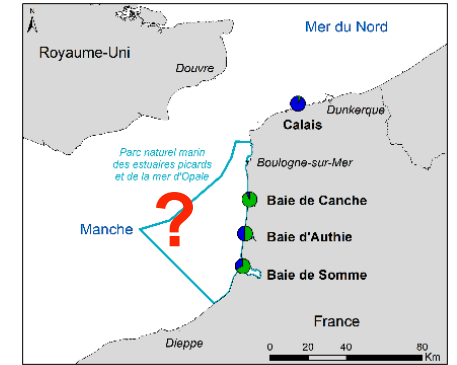 N
Mer du Nord
Royaume-Uni
Douvre
Dunkerque
Calais
Parc naturel marin
des estuaires picards
et de la mer d'Opale
Boulogne-sur-Mer
?
Baie de Canche
Manche
Baie d'Authie
Baie de Somme
France
Dieppe
0 20 40 80
Km